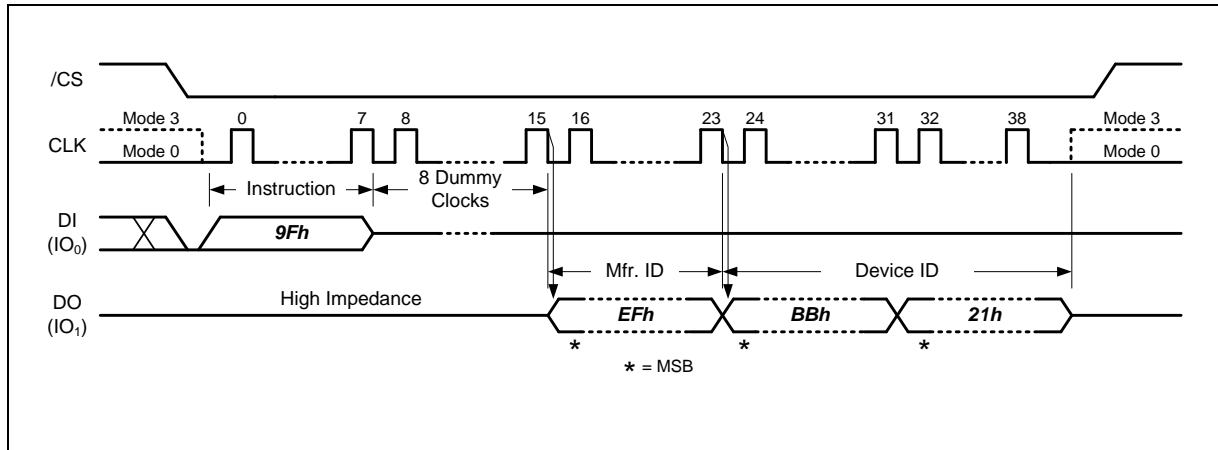 /CS
Mode 3 0 7 8 15 16 23 24 31 32 38 Mode 3
CLK
Mode 0 Mode 0
Instruction 8 Dummy
Clocks
DI
(IO₀)
9Fh
Mfr. ID Device ID
DO
(IO₁)
High Impedance
EFh BBh 21h
* * *
* = MSB